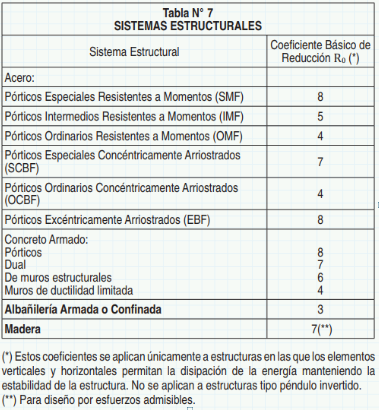 Tabla N° 7
SISTEMAS ESTRUCTURALES
Sistema Estructural
Coeficiente Básico de
Reducción R₀ (*)
Acero:
Pórticos Especiales Resistentes a Momentos (SMF) 8
Pórticos Intermedios Resistentes a Momentos (IMF) 5
Pórticos Ordinarios Resistentes a Momentos (OMF) 4
Pórticos Especiales Concéntricamente Arriostrados
(SCBF) 7
Pórticos Ordinarios Concéntricamente Arriostrados
(OCBF) 4
Pórticos Excéntricamente Arriostrados (EBF) 8
Concreto Armado:
Pórticos 8
Dual 7
De muros estructurales 6
Muros de ductilidad limitada 4
Albañilería Armada o Confinada 3
Madera 7(**)
(*) Estos coeficientes se aplican únicamente a estructuras en las que los elementos
verticales y horizontales permitan la disipación de la energía manteniendo la
estabilidad de la estructura. No se aplican a estructuras tipo péndulo invertido.
(**) Para diseño por esfuerzos admisibles.